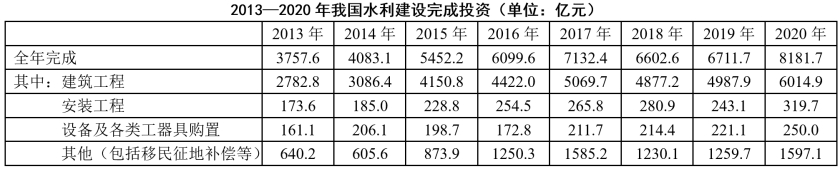 2013—2020 年我国水利建设完成投资（单位：亿元）
2013 年 2014 年 2015 年 2016 年 2017 年 2018 年 2019 年 2020 年
全年完成 3757.6 4083.1 5452.2 6099.6 7132.4 6602.6 6711.7 8181.7
其中：建筑工程 2782.8 3086.4 4150.8 4422.0 5069.7 4877.2 4987.9 6014.9
安装工程 173.6 185.0 228.8 254.5 265.8 280.9 243.1 319.7
设备及各类工器具购置 161.1 206.1 198.7 172.8 211.7 214.4 221.1 250.0
其他（包括移民征地补偿等） 640.2 605.6 873.9 1250.3 1585.2 1230.1 1259.7 1597.1